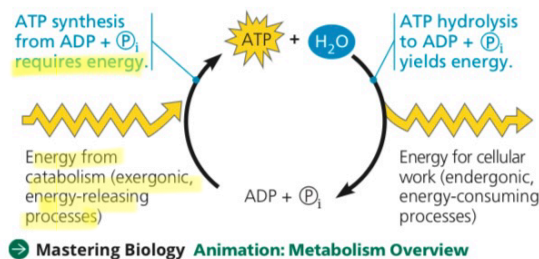 ATP synthesis
from ADP + Ⓟi
requires energy.
ATP + H₂O
ATP hydrolysis
to ADP + Ⓟi
yields energy.
Energy from
catabolism (exergonic,
energy-releasing
processes)
ADP + Ⓟi
Energy for cellular
work (endergonic,
energy-consuming
processes)
Mastering Biology Animation: Metabolism Overview